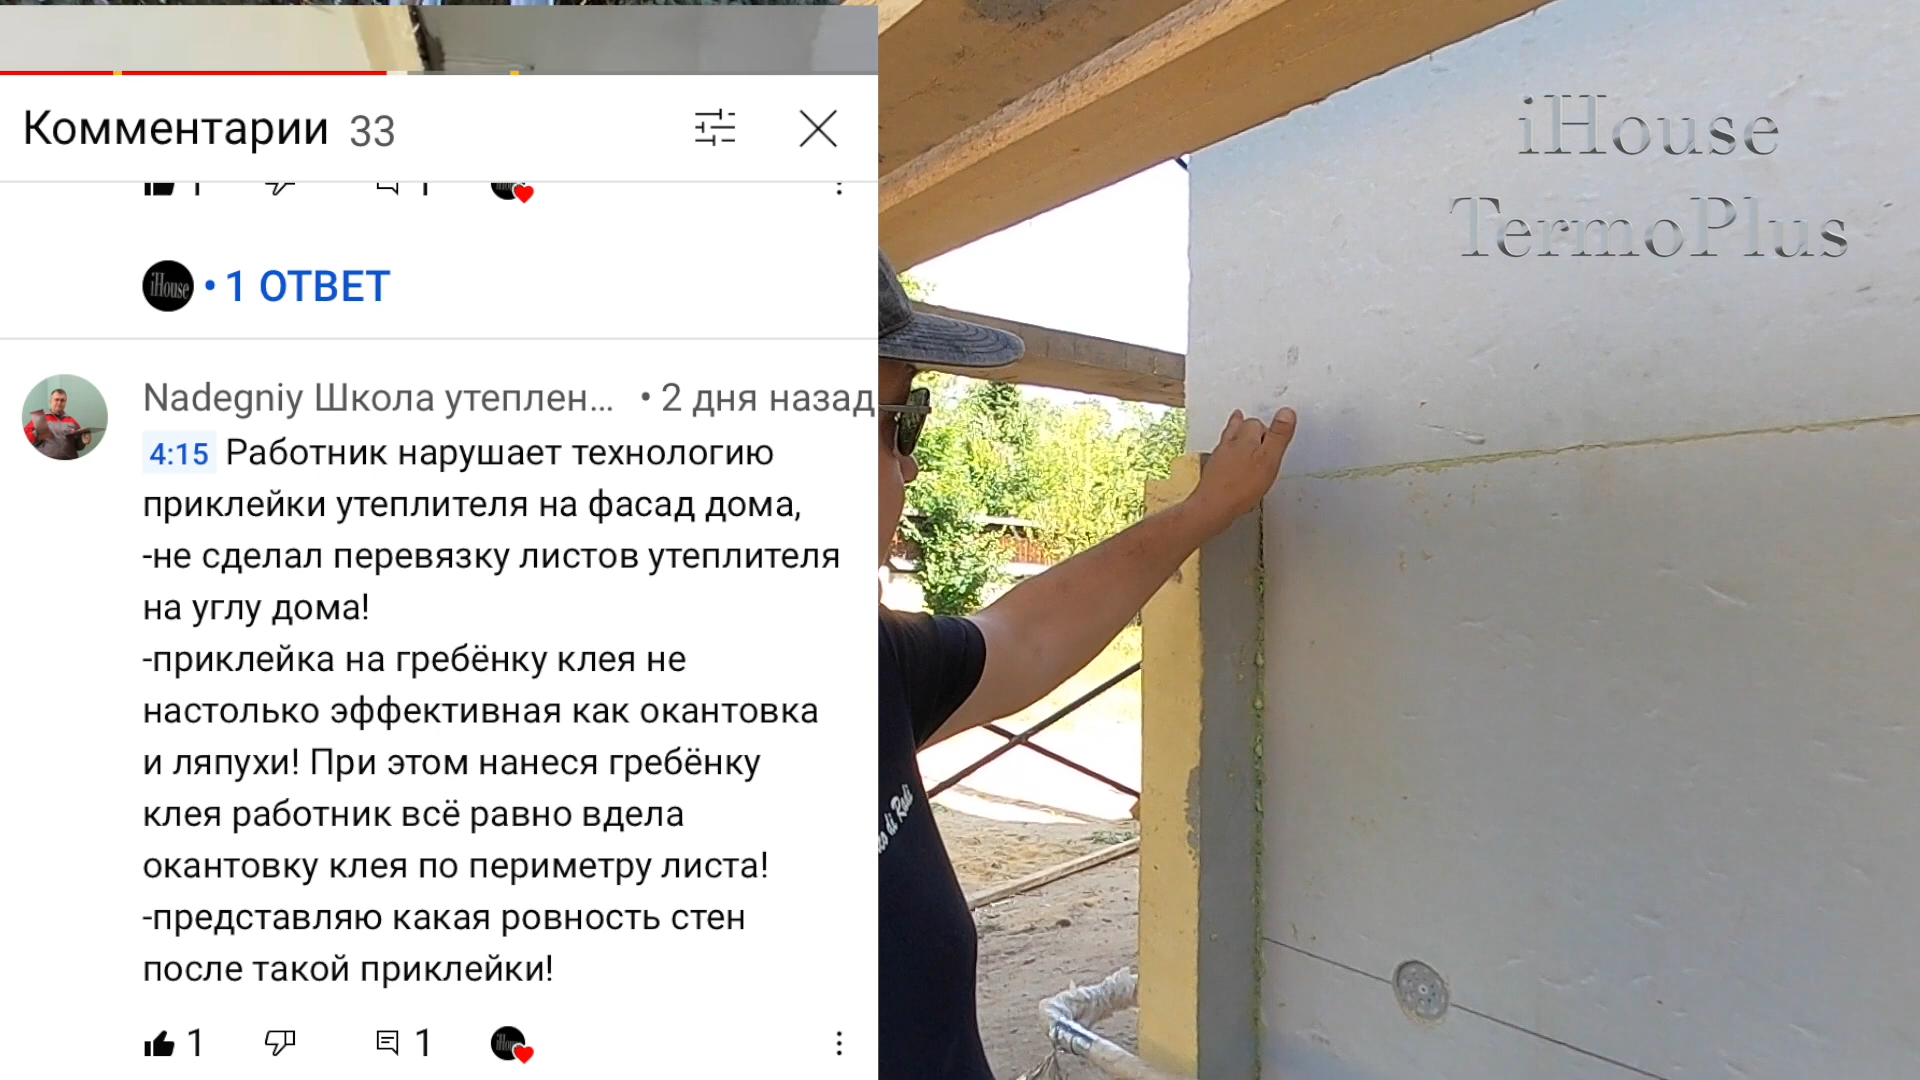 Комментарии 33
1 1
iHouse • 1 ОТВЕТ
Nadegniy Школа утеплен... • 2 дня назад
4:15 Работник нарушает технологию
приклейки утеплителя на фасад дома,
-не сделал перевязку листов утеплителя
на углу дома!
-приклейка на гребёнку клея не
настолько эффективная как окантовка
и ляпухи! При этом нанеся гребёнку
клея работник всё равно вдела
окантовку клея по периметру листа!
-представляю какая ровность стен
после такой приклейки!
1 1
iHouse
TermoPlus